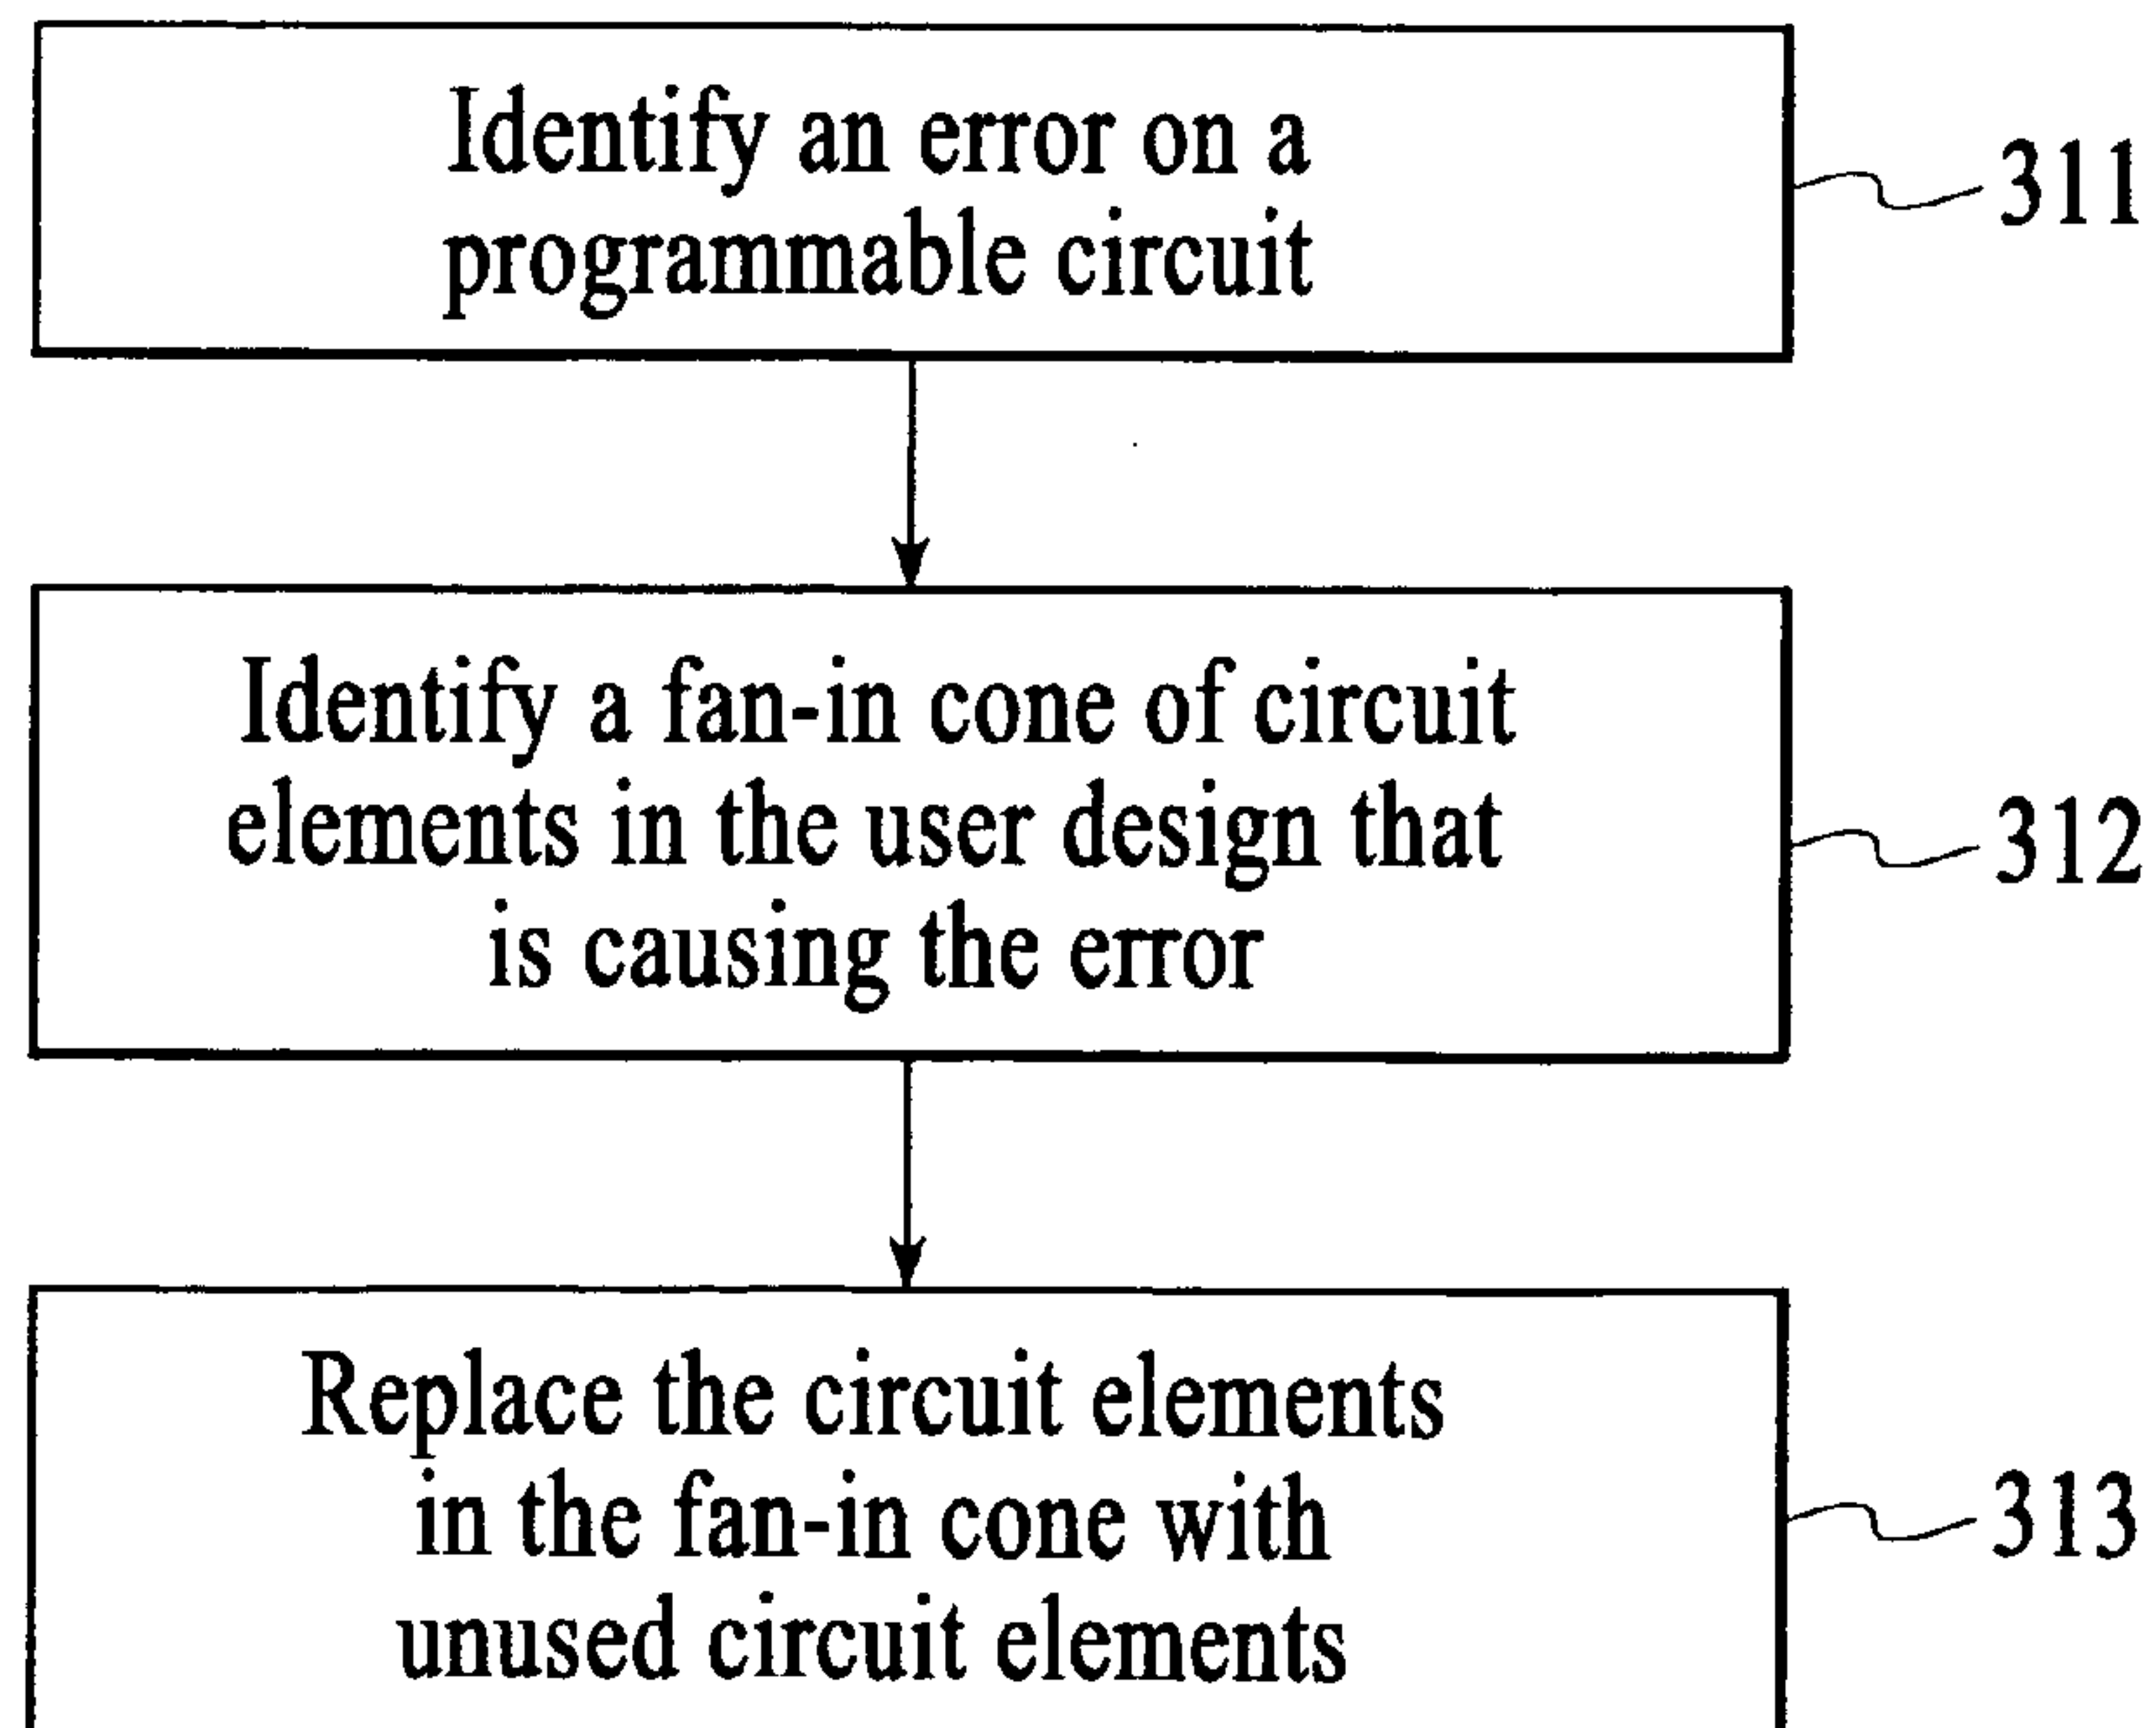 Identify an error on a
programmable circuit
311
Identify a fan-in cone of circuit
elements in the user design that
is causing the error
312
Replace the circuit elements
in the fan-in cone with
unused circuit elements
313